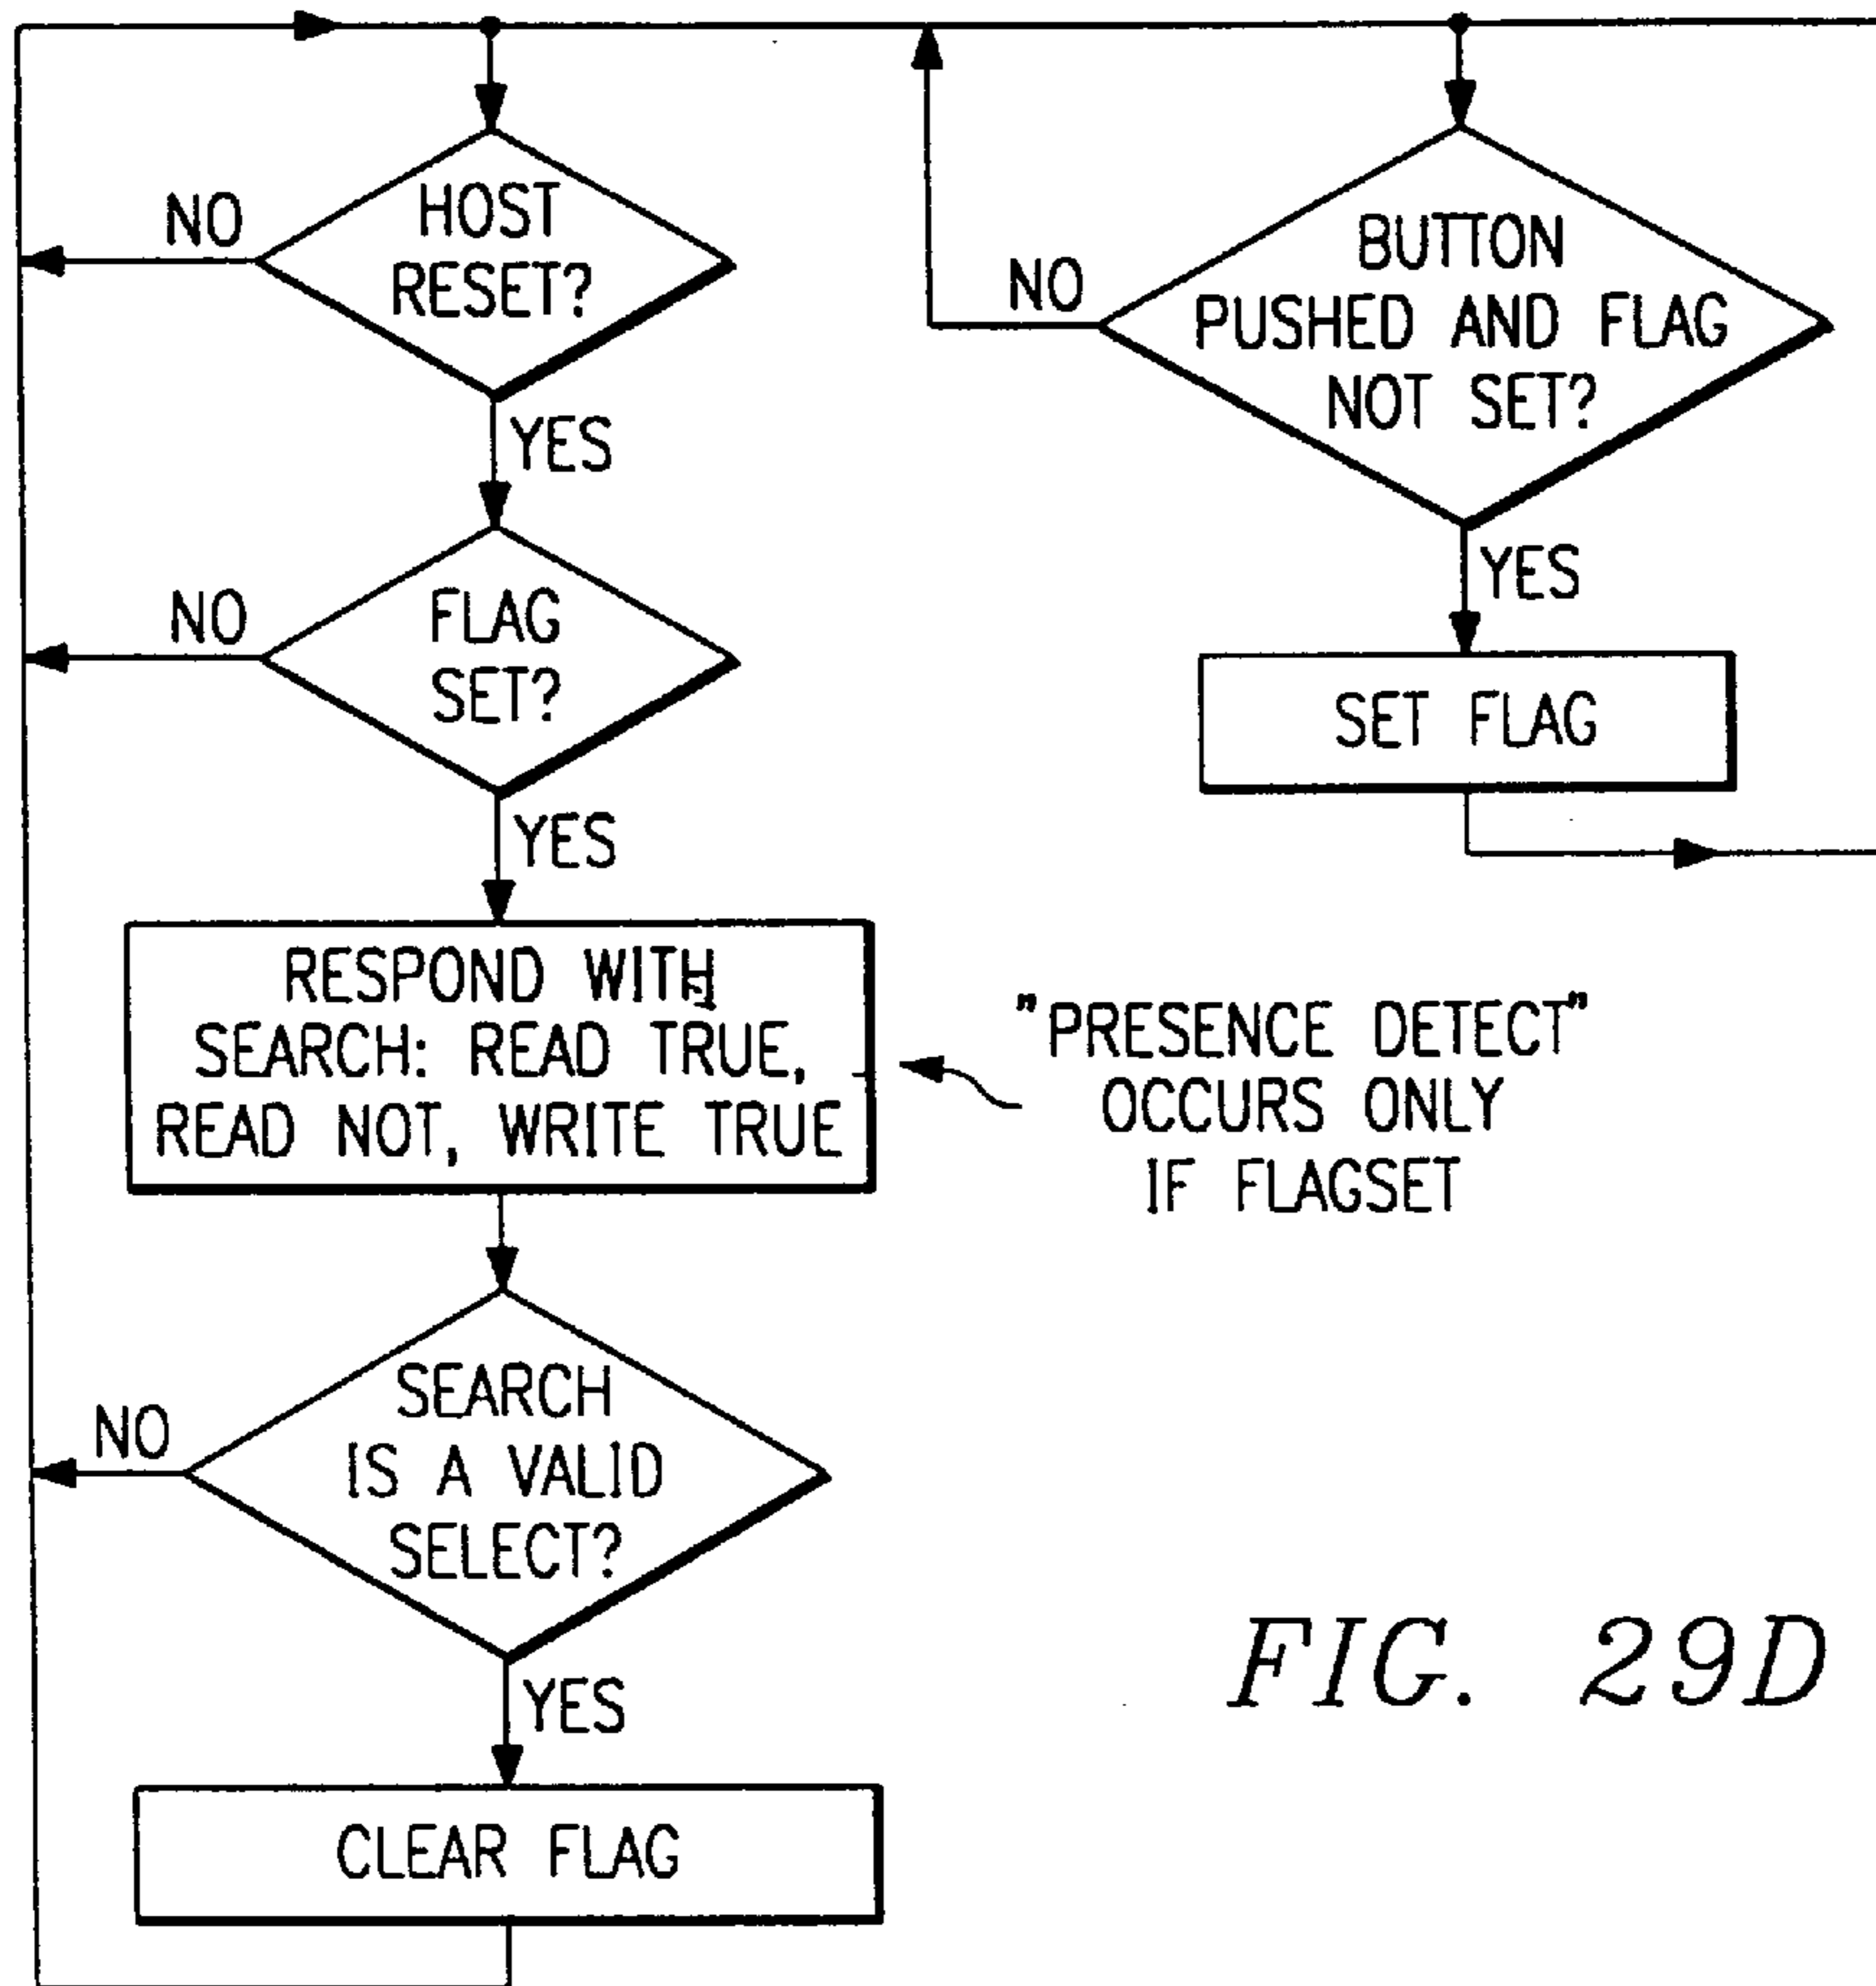 HOST
RESET?
NO
YES
FLAG
SET?
NO
YES
RESPOND WITH
SEARCH: READ TRUE,
READ NOT, WRITE TRUE
"PRESENCE DETECT"
OCCURS ONLY
IF FLAGSET
SEARCH
IS A VALID
SELECT?
NO
YES
CLEAR FLAG
BUTTON
PUSHED AND FLAG
NOT SET?
NO
YES
SET FLAG
FIG. 29D